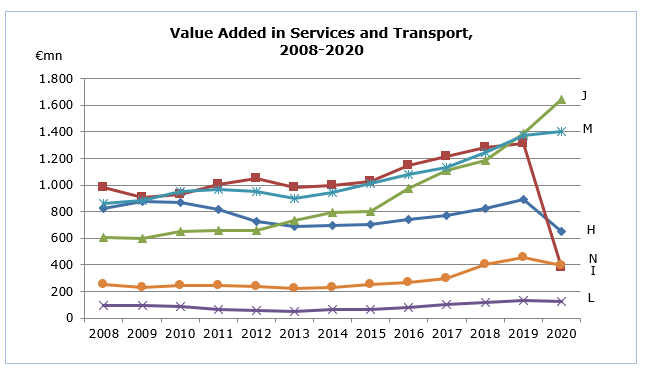 Value Added in Services and Transport,
2008-2020
€mn
1.800
1.600
1.400
1.200
1.000
800
600
400
200
0
J
M
H
N
I
L
2008 2009 2010 2011 2012 2013 2014 2015 2016 2017 2018 2019 2020